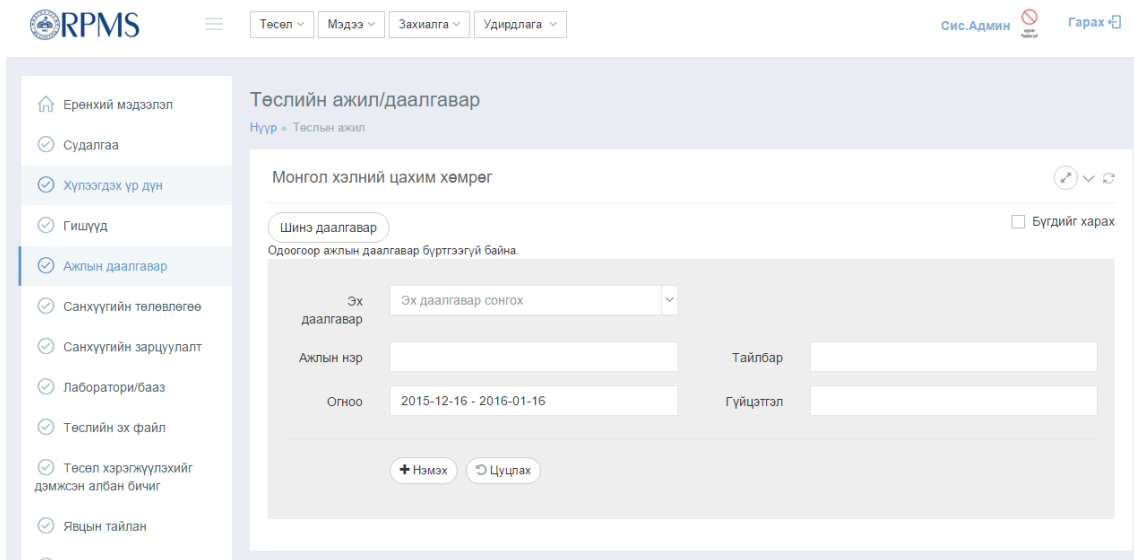 RPMS
Төсөл Мэдээ Захиалга Удирдлага
Сис.Админ Гарах
Ерөнхий мэдээлэл
Судалгаа
Хүлээгдэх үр дүн
Гишүүд
Ажлын даалгавар
Санхүүгийн төлөвлөгөө
Санхүүгийн зарцуулалт
Лаборатори/бааз
Төслийн эх файл
Төсөл хэрэгжүүлэхийг
дэмжсэн албан бичиг
Явцын тайлан
Төслийн ажил/даалгавар
Нүүр Төслын ажил
Монгол хэлний цахим хөмрөг
Шинэ даалгавар
Бүгдийг харах
Одоогоор ажлын даалгавар бүртгээгүй байна.
Эх
даалгавар
Эх даалгавар сонгох
Ажлын нэр
Тайлбар
Огноо 2015-12-16 - 2016-01-16
Гүйцэтгэл
Нэмэх Цуцлах